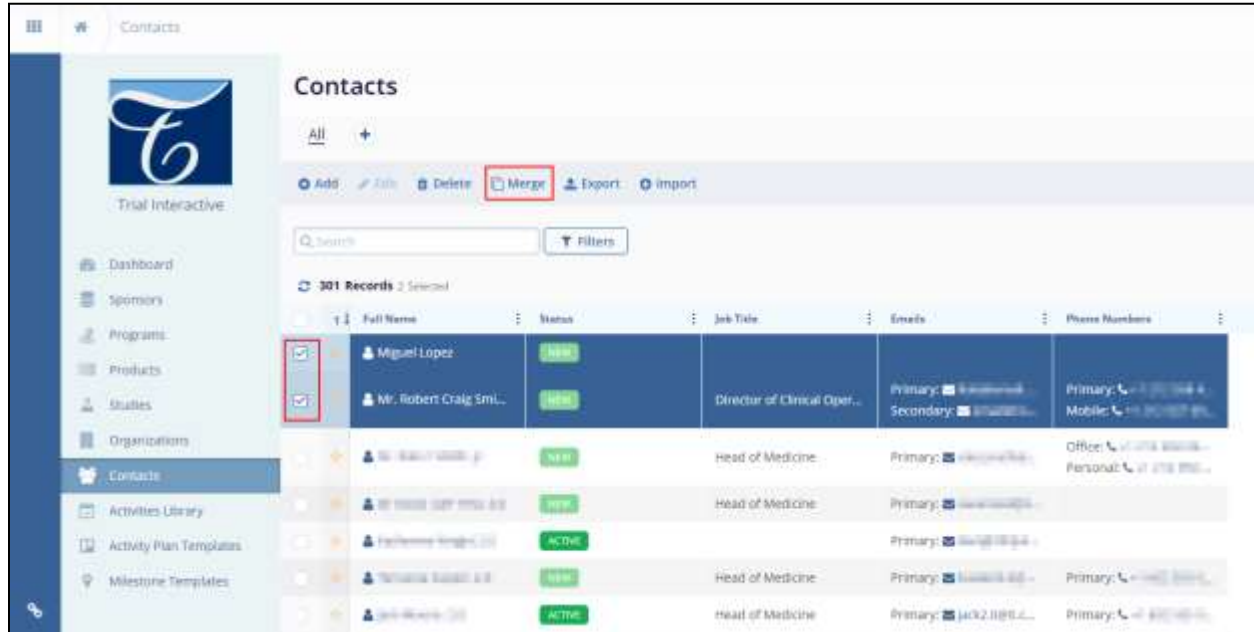 Contacts
Contacts
All +
Trial Interactive
Add Edit Delete Merge Export Import
Search Filters
301 Records 2 Selected
Dashboard
Sponsors
Programs
Products
Studies
Organizations
Contacts
Activities Library
Activity Plan Templates
Milestone Templates
Full Name Status Job Title Emails Phone Numbers
Miguel Lopez NEW
Mr. Robert Craig Smi... NEW Director of Clinical Oper... Primary: Primary:
Secondary: Mobile:
NEW Head of Medicine Primary: Office:
Personal:
NEW Head of Medicine Primary:
ACTIVE Primary:
NEW Head of Medicine Primary: Primary:
ACTIVE Head of Medicine Primary: Primary: